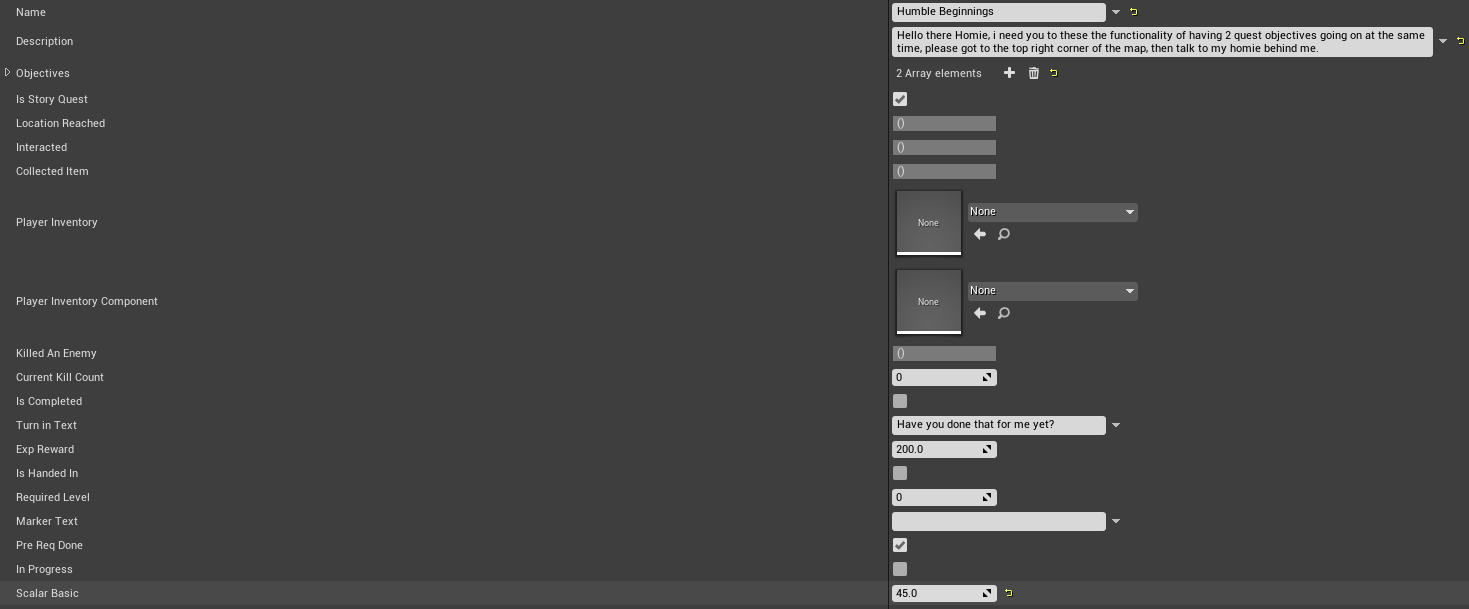 Name Humble Beginnings
Description Hello there Homie, i need you to these the functionality of having 2 quest objectives going on at the same
time, please got to the top right corner of the map, then talk to my homie behind me.
Objectives 2 Array elements
Is Story Quest
Location Reached ()
Interacted ()
Collected Item ()
Player Inventory None None
Player Inventory Component None None
Killed An Enemy ()
Current Kill Count 0
Is Completed
Turn in Text Have you done that for me yet?
Exp Reward 200.0
Is Handed In
Required Level 0
Marker Text
Pre Req Done
In Progress
Scalar Basic 45.0